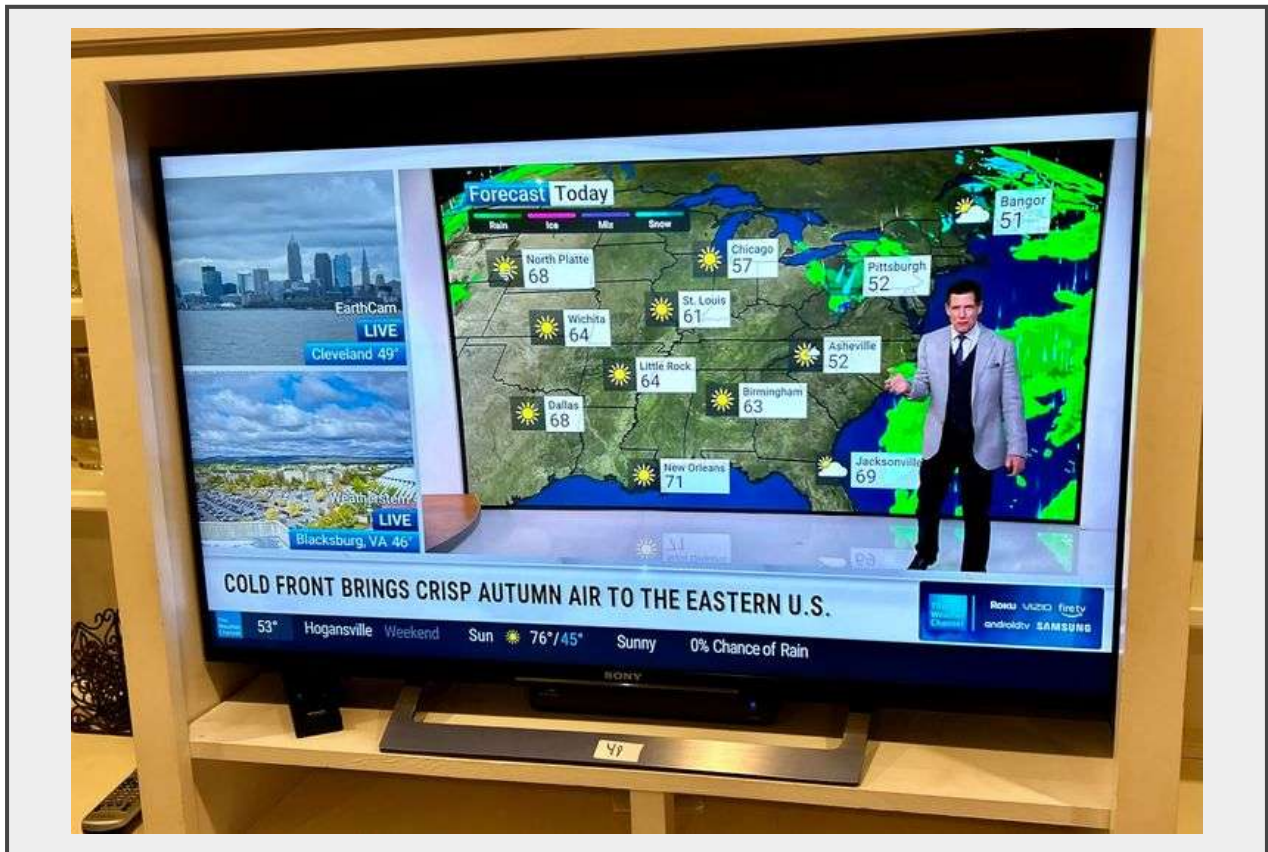 Forecast Today
Rain Ice Mix Snow
Bangor
51
North Platte
68
Chicago
57
Pittsburgh
52
Wichita
64
St. Louis
61
Asheville
52
Little Rock
64
Birmingham
63
Dallas
68
New Orleans
71
Jacksonville
69
EarthCam
LIVE
Cleveland 49°
LIVE
Blacksburg, VA 46°
COLD FRONT BRINGS CRISP AUTUMN AIR TO THE EASTERN U.S.
The Weather Channel
Roku VIZIO firetv
androidtv SAMSUNG
53° Hogansville Weekend Sun 76°/45° Sunny 0% Chance of Rain
SONY